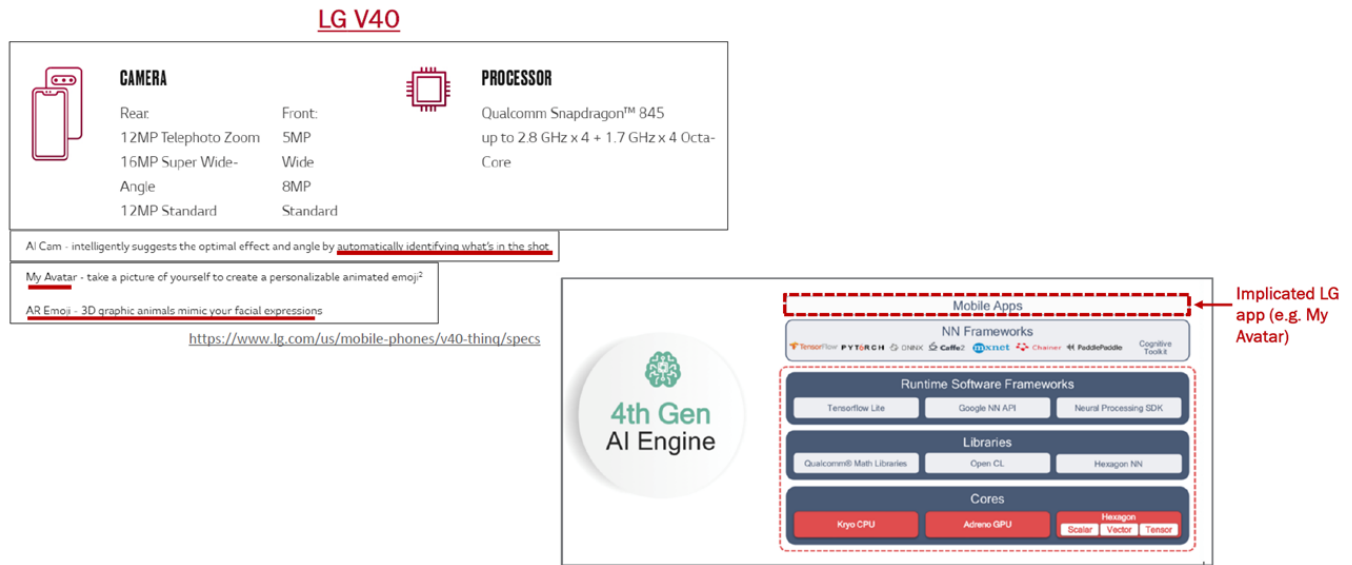 LG V40
CAMERA
Rear:
12MP Telephoto Zoom
16MP Super Wide-
Angle
12MP Standard
Front:
5MP
Wide
8MP
Standard
PROCESSOR
Qualcomm Snapdragon™ 845
up to 2.8 GHz x 4 + 1.7 GHz x 4 Octa-
Core
AI Cam - intelligently suggests the optimal effect and angle by automatically identifying what's in the shot
My Avatar - take a picture of yourself to create a personalizable animated emoji²
AR Emoji - 3D graphic animals mimic your facial expressions
https://www.lg.com/us/mobile-phones/v40-thinq/specs
4th Gen
AI Engine
Mobile Apps
NN Frameworks
TensorFlow PYTORCH ONNX Caffe2 mxnet Chainer PaddlePaddle Cognitive
Toolkit
Runtime Software Frameworks
Tensorflow Lite Google NN API Neural Processing SDK
Libraries
Qualcomm® Math Libraries Open CL Hexagon NN
Cores
Kryo CPU Adreno GPU Hexagon
Scalar Vector Tensor
Implicated LG
app (e.g. My
Avatar)